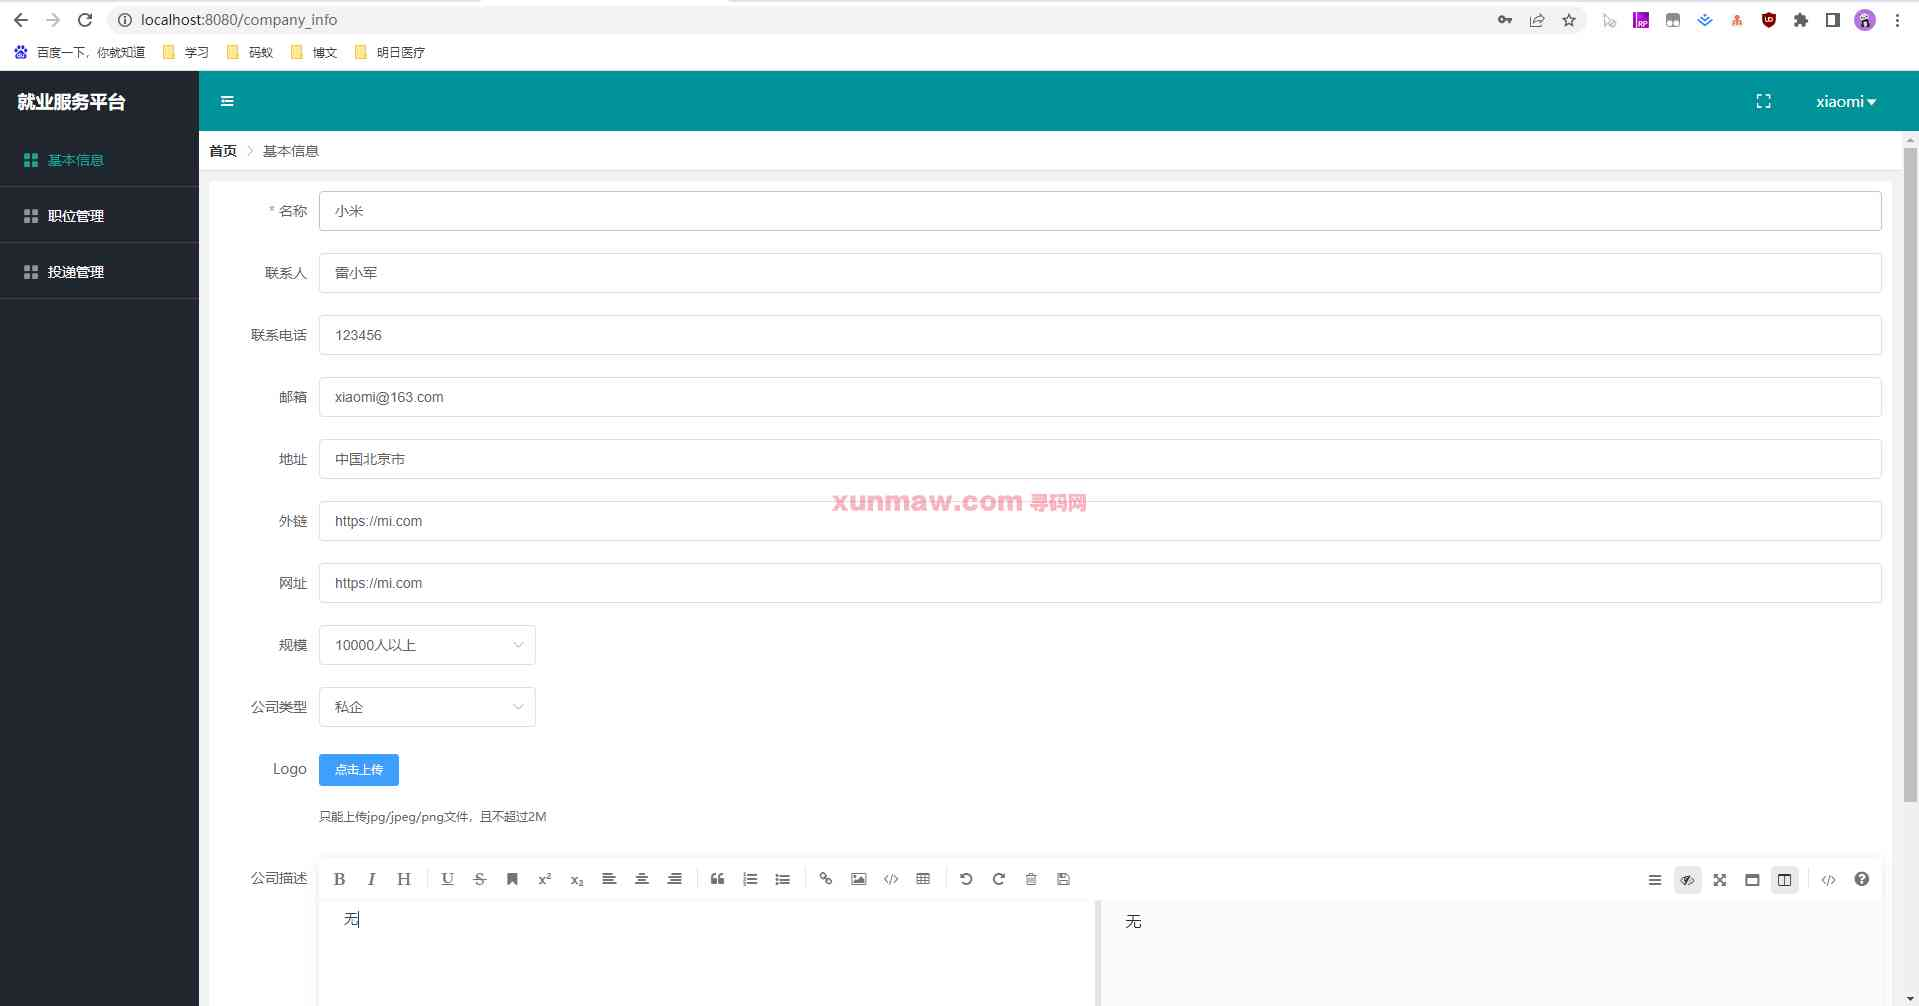 localhost:8080/company_info
百度一下，你就知道 学习 码蚁 博文 明日医疗
就业服务平台
xiaomi
首页 基本信息
基本信息
职位管理
投递管理
* 名称 小米
联系人 雷小军
联系电话 123456
邮箱 xiaomi@163.com
地址 中国北京市
xunmaw.com 寻码网
外链 https://mi.com
网址 https://mi.com
规模 10000人以上
公司类型 私企
Logo 点击上传
只能上传jpg/jpeg/png文件，且不超过2M
公司描述
无
无